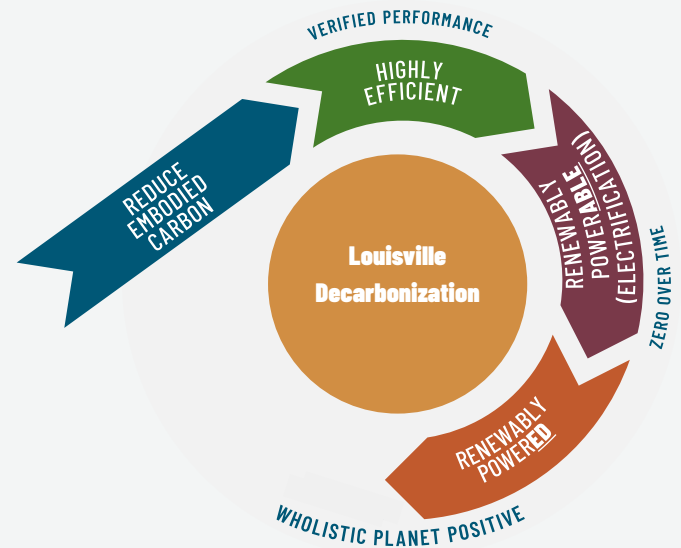 VERIFIED PERFORMANCE
HIGHLY
EFFICIENT
REDUCE
EMBODIED
CARBON
RENEWABLY
POWERABLE
(ELECTRIFICATION)
Louisville
Decarbonization
ZERO OVER TIME
RENEWABLY
POWERED
WHOLISTIC PLANET POSITIVE